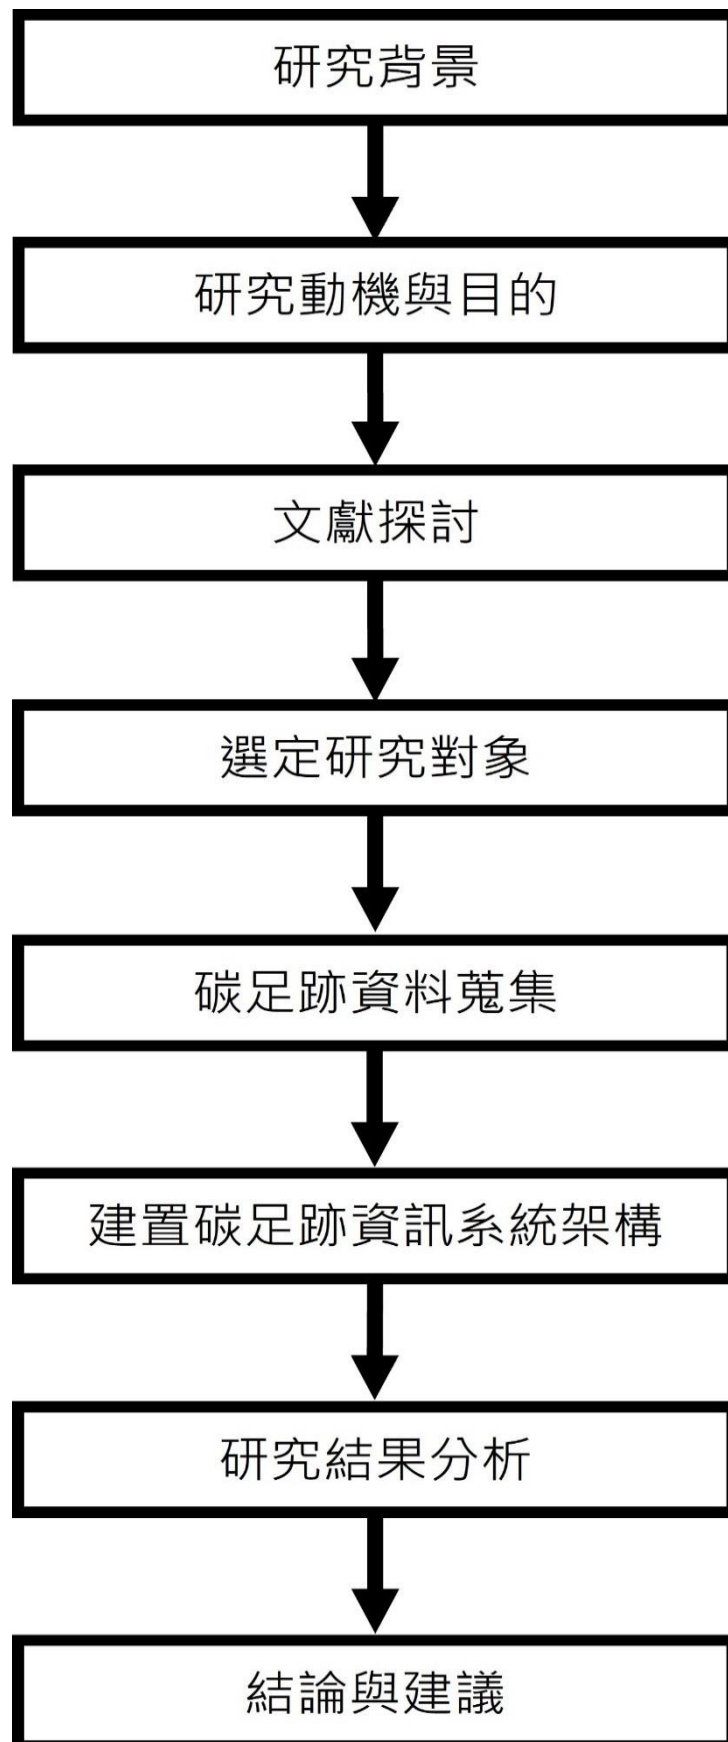 研究背景
研究動機與目的
文獻探討
選定研究對象
碳足跡資料蒐集
建置碳足跡資訊系統架構
研究結果分析
結論與建議